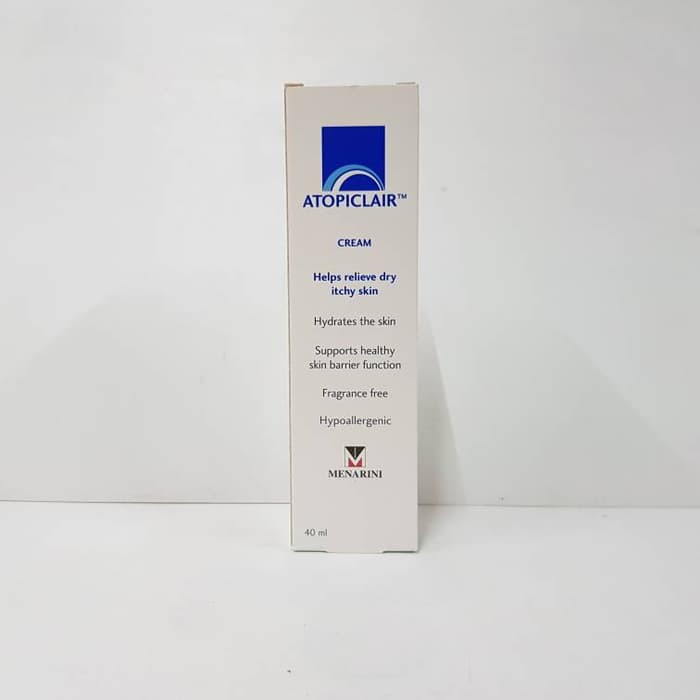 ATOPICLAIR™
CREAM
Helps relieve dry
itchy skin
Hydrates the skin
Supports healthy
skin barrier function
Fragrance free
Hypoallergenic
MENARINI
40 ml